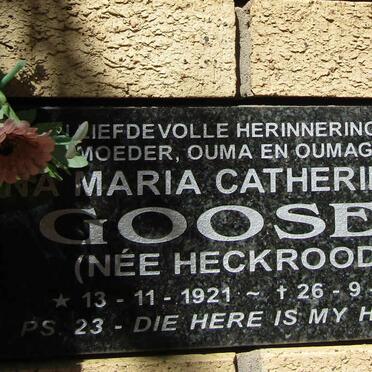 LIEFDEVOLLE HERINNERING
MOEDER, OUMA EN OUMAG
NA MARIA CATHERI
GOOSE
(NÉE HECKROOD
★ 13 - 11 - 1921 ~ † 26 - 9 -
PS. 23 - DIE HERE IS MY H